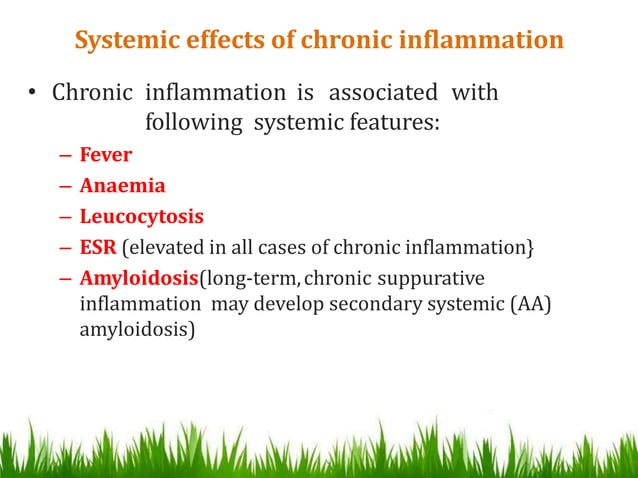 Systemic effects of chronic inflammation
• Chronic inflammation is associated with
following systemic features:
– Fever
– Anaemia
– Leucocytosis
– ESR (elevated in all cases of chronic inflammation}
– Amyloidosis(long-term, chronic suppurative
inflammation may develop secondary systemic (AA)
amyloidosis)